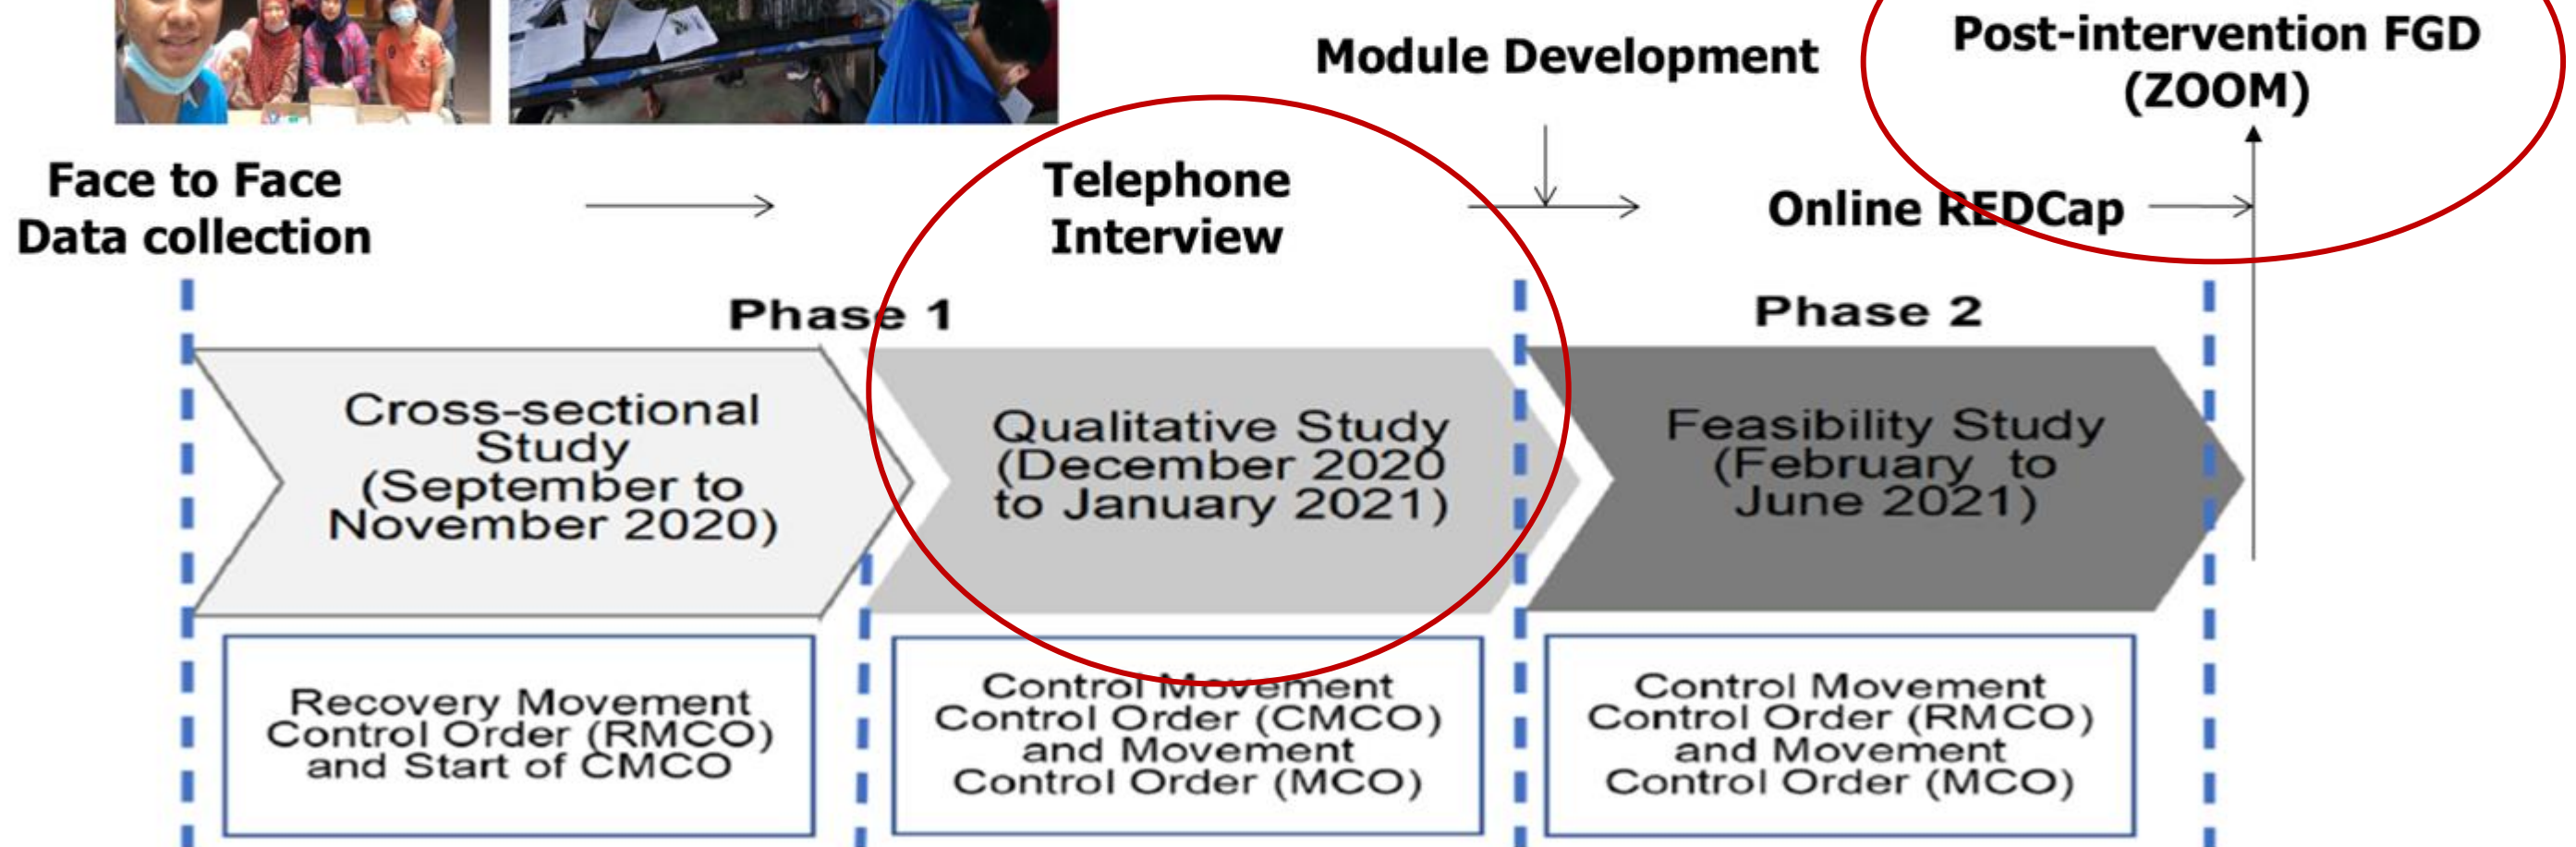 Module Development
Post-intervention FGD
(ZOOM)
Face to Face
Data collection
Telephone
Interview
Online REDCap
Phase 1
Phase 2
Cross-sectional
Study
(September to
November 2020)
Qualitative Study
(December 2020
to January 2021)
Feasibility Study
(February to
June 2021)
Recovery Movement
Control Order (RMCO)
and Start of CMCO
Control Movement
Control Order (CMCO)
and Movement
Control Order (MCO)
Control Movement
Control Order (RMCO)
and Movement
Control Order (MCO)